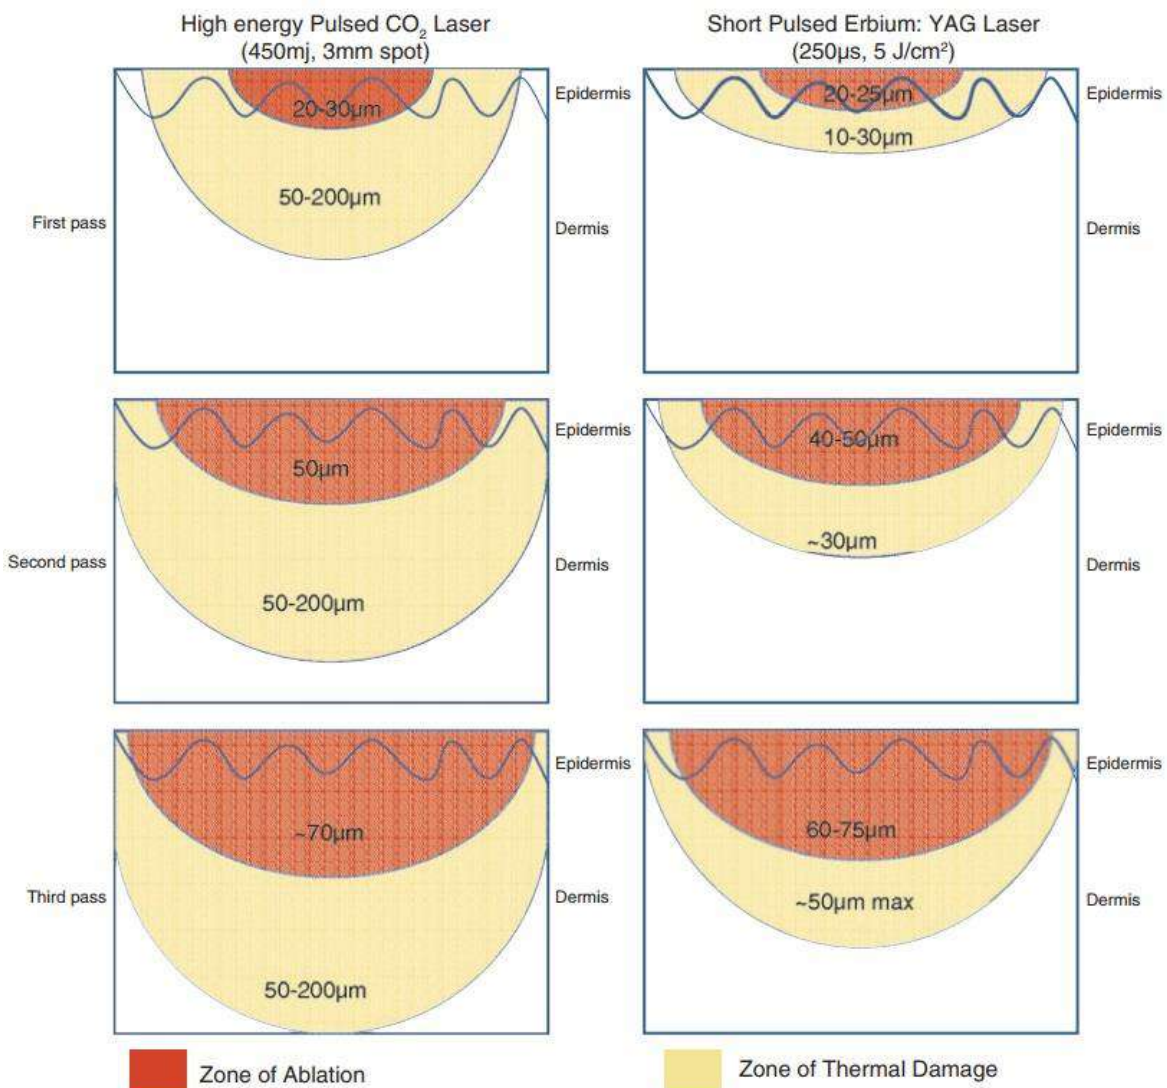 High energy Pulsed CO₂ Laser
(450mj, 3mm spot)
Short Pulsed Erbium: YAG Laser
(250µs, 5 J/cm²)
First pass
20-30µm
50-200µm
Epidermis
Dermis
20-25µm
10-30µm
Epidermis
Dermis
Second pass
50µm
50-200µm
Epidermis
Dermis
40-50µm
~30µm
Epidermis
Dermis
Third pass
~70µm
50-200µm
Epidermis
Dermis
60-75µm
~50µm max
Epidermis
Dermis
Zone of Ablation
Zone of Thermal Damage